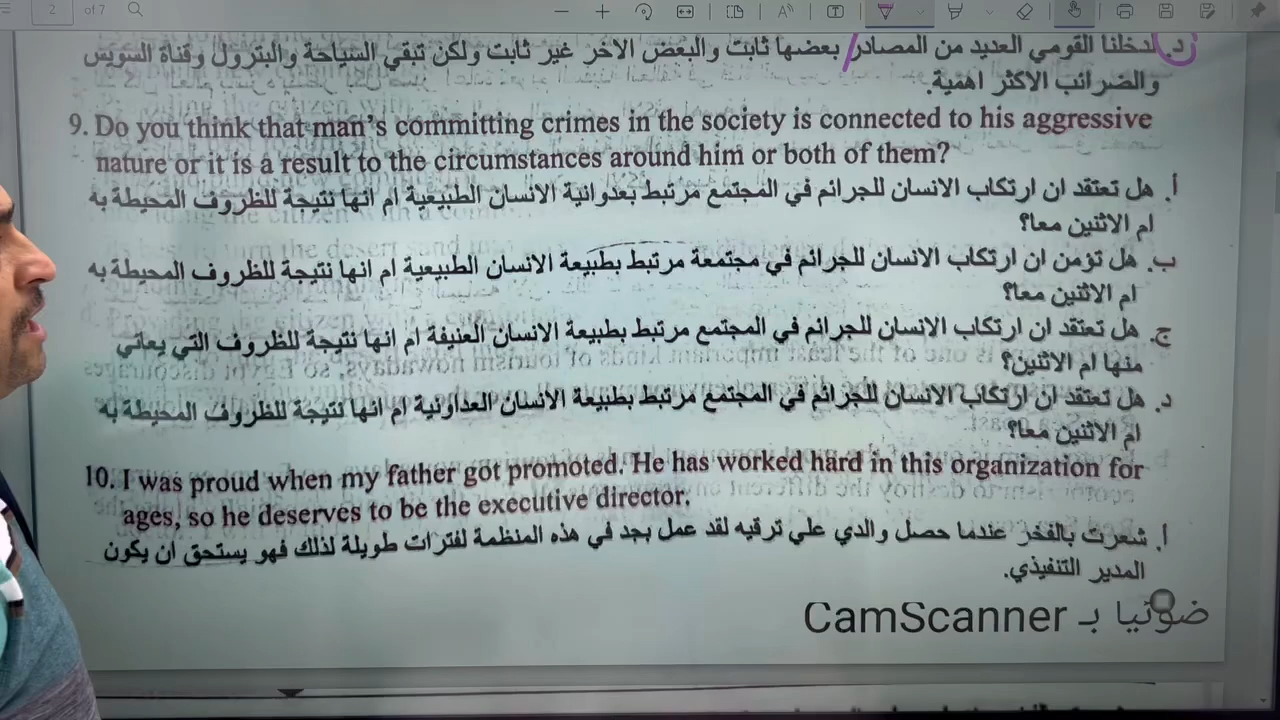 2 of 7
د. لدخلنا القومي العديد من المصادر بعضها ثابت والبعض الاخر غير ثابت ولكن تبقي السياحة والبترول وقناة السويس
والضرائب الاكثر اهمية.
9. Do you think that man's committing crimes in the society is connected to his aggressive
nature or it is a result to the circumstances around him or both of them?
أ. هل تعتقد ان ارتكاب الانسان للجرائم في المجتمع مرتبط بعدوانية الانسان الطبيعية ام انها نتيجة للظروف المحيطة به
ام الاثنين معا؟
ب. هل تؤمن ان ارتكاب الانسان للجرائم في مجتمعة مرتبط بطبيعة الانسان الطبيعية ام انها نتيجة للظروف المحيطة به
ام الاثنين معا؟
ج. هل تعتقد ان ارتكاب الانسان للجرائم في المجتمع مرتبط بطبيعة الانسان العنيفة ام انها نتيجة للظروف التي يعاني
منها ام الاثنين؟
د. هل تعتقد ان ارتكاب الانسان للجرائم في المجتمع مرتبط بطبيعة الانسان العداونية ام انها نتيجة للظروف المحيطة به
ام الاثنين معا؟
10. I was proud when my father got promoted. He has worked hard in this organization for
ages, so he deserves to be the executive director.
أ. شعرت بالفخر عندما حصل والدي علي ترقيه لقد عمل بجد في هذه المنظمة لفترات طويلة لذلك فهو يستحق ان يكون
المدير التنفيذي.
ضوئيا بـ CamScanner